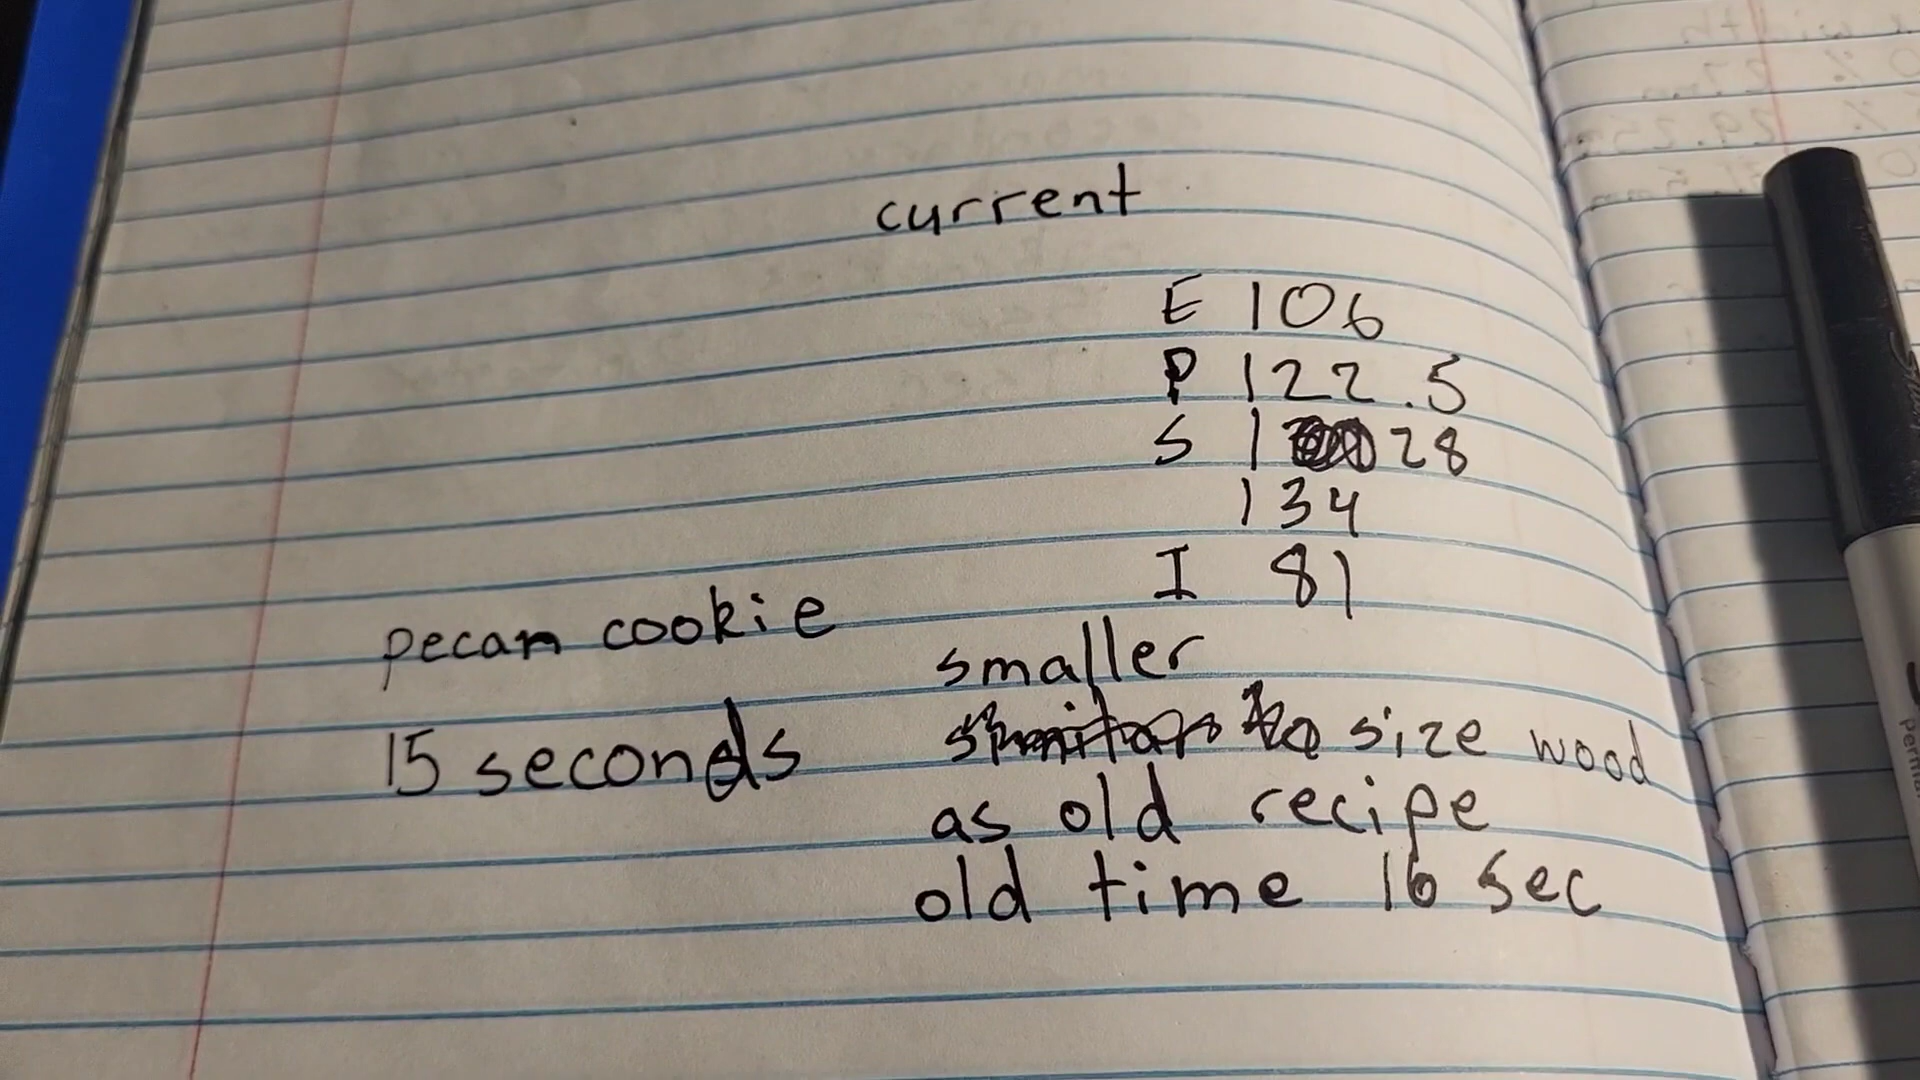 current
E 106
P 122.5
S 128
134
I 81
pecan cookie
15 seconds
smaller
size wood
as old recipe
old time 16 sec